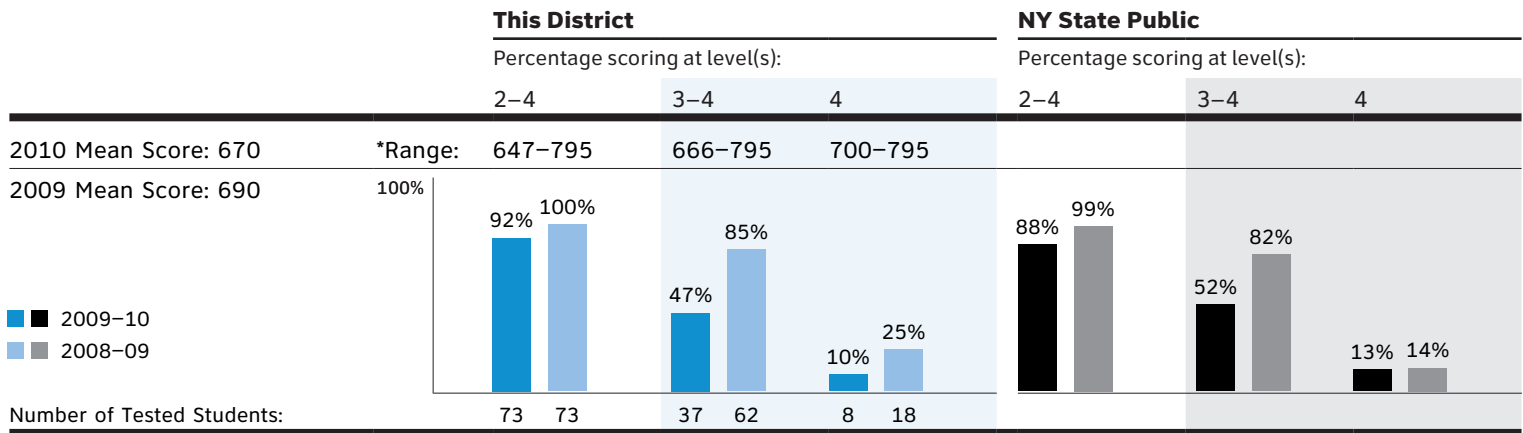 This District NY State Public
Percentage scoring at level(s): Percentage scoring at level(s):
2–4 3–4 4 2–4 3–4 4
2010 Mean Score: 670 *Range: 647–795 666–795 700–795
2009 Mean Score: 690 100%
92% 100% 85% 88% 99% 82%
47% 52%
10% 25% 13% 14%
2009–10
2008–09
Number of Tested Students: 73 73 37 62 8 18